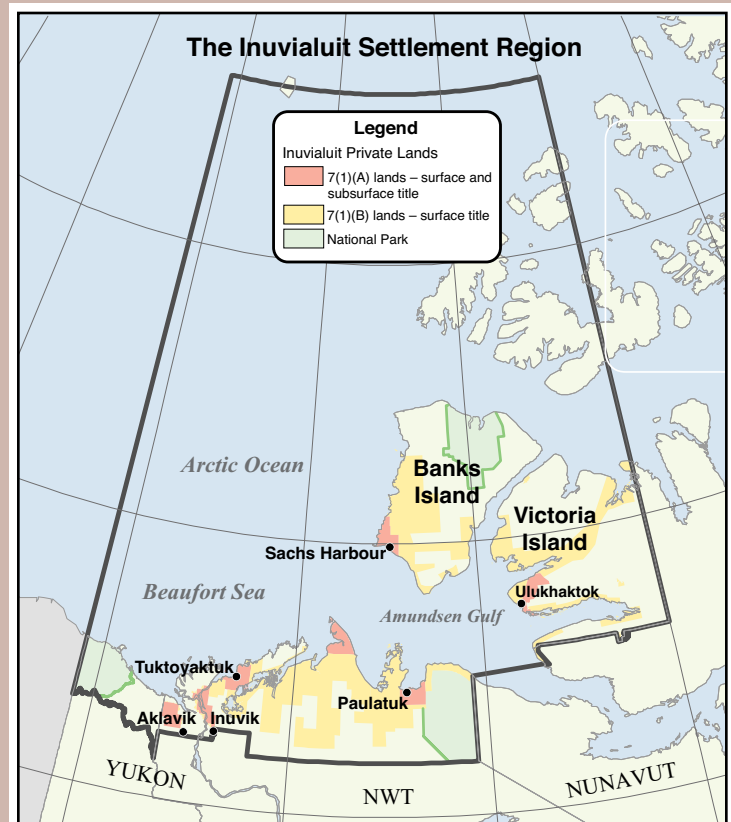 The Inuvialuit Settlement Region
Legend
Inuvialuit Private Lands
7(1)(A) lands – surface and
subsurface title
7(1)(B) lands – surface title
National Park
Arctic Ocean
Banks
Island
Victoria
Island
Sachs Harbour
Beaufort Sea
Ulukhaktok
Amundsen Gulf
Tuktoyaktuk
Paulatuk
Aklavik
Inuvik
YUKON
NWT
NUNAVUT